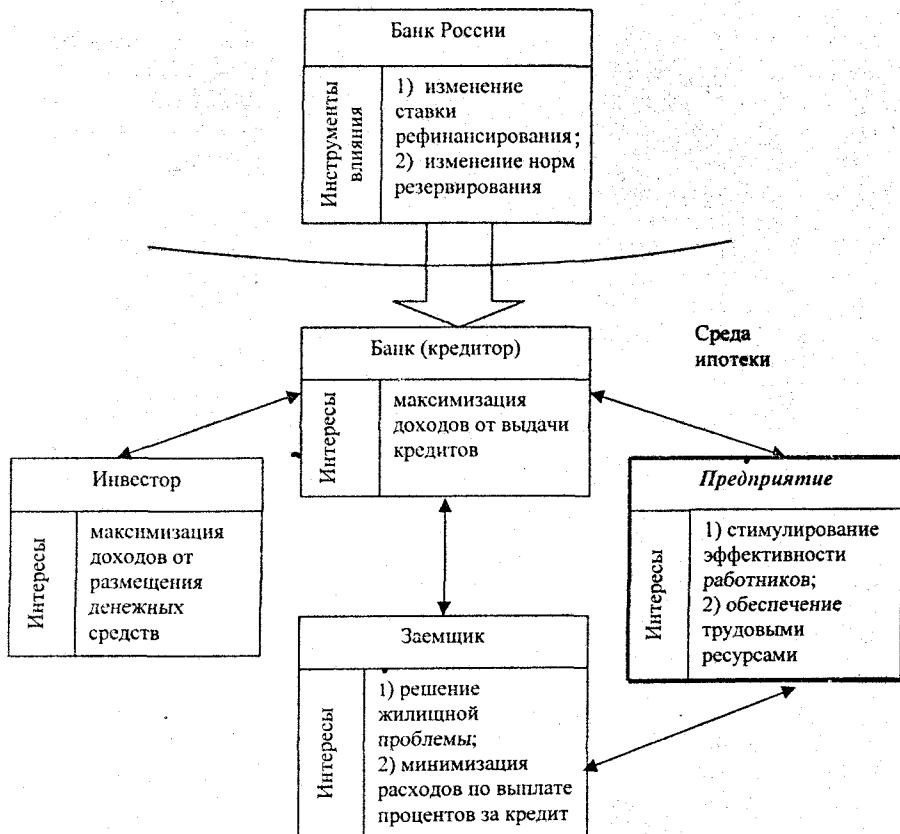 Банк России
Инструменты
влияния
1) изменение
ставки
рефинансирования;
2) изменение норм
резервирования
Среда
ипотеки
Банк (кредитор)
Интересы
максимизация
доходов от выдачи
кредитов
Инвестор
Интересы
максимизация
доходов от
размещения
денежных
средств
Предприятие
Интересы
1) стимулирование
эффективности
работников;
2) обеспечение
трудовыми
ресурсами
Заемщик
Интересы
1) решение
жилищной
проблемы;
2) минимизация
расходов по выплате
процентов за кредит